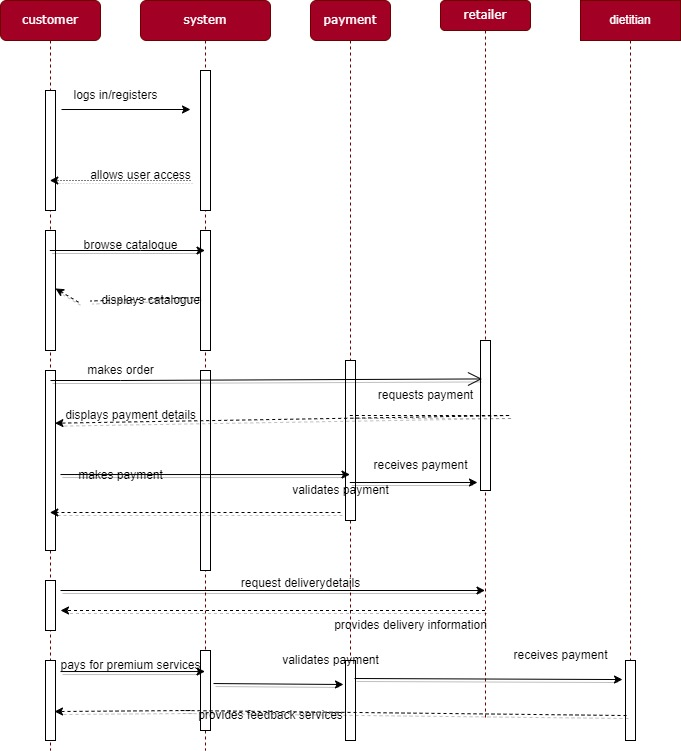 customer
system
payment
retailer
dietitian
logs in/registers
allows user access
browse catalogue
displays catalogue
makes order
requests payment
displays payment details
receives payment
makes payment
validates payment
request deliverydetails
provides delivery information
validates payment
receives payment
pays for premium services
provides feedback services